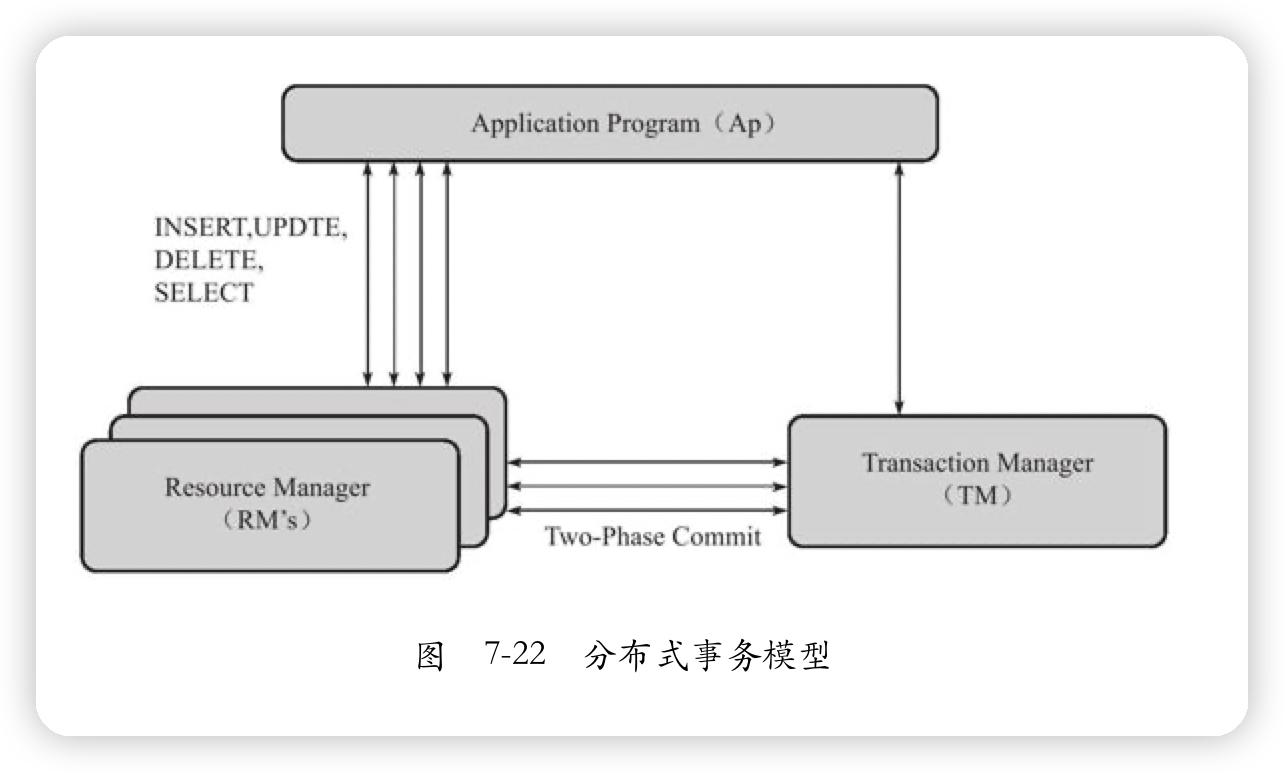 Application Program（Ap）
INSERT,UPDTE,
DELETE,
SELECT
Resource Manager
（RM’s）
Transaction Manager
（TM）
Two-Phase Commit
图 7-22 分布式事务模型